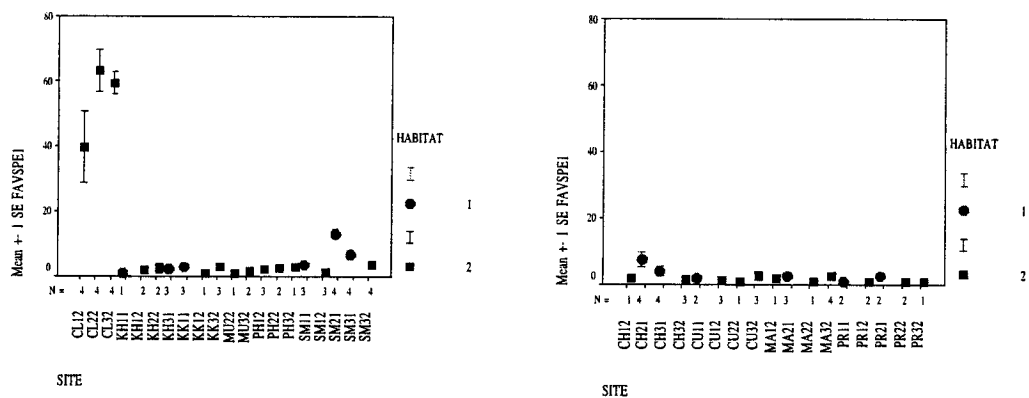 80
60
40
20
0
Mean +- 1 SE FAVSPE1
N = 4 4 4 1 2 2 3 3 1 3 1 2 3 2 3 3 3 4 4 4
CL12 CL22 CL32 KH11 KH12 KH22 KH31 KK11 KK12 KK32 MU22 MU32 PH12 PH22 PH32 SM11 SM12 SM21 SM31 SM32
SITE
HABITAT
1
2
80
60
40
20
0
Mean +- 1 SE FAVSPE1
N = 1 4 4 3 3 3 1 3 1 3 1 4 2 2 2 2 1
CH12 CH21 CH31 CH32 CU11 CU12 CU22 CU32 MA12 MA21 MA22 MA32 PR11 PR12 PR21 PR22 PR32
SITE
HABITAT
1
2